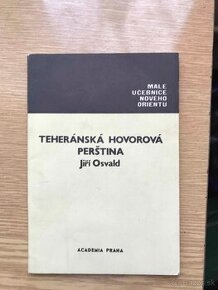 MALÉ
UČEBNICE
NOVÉHO
ORIENTU
TEHERÁNSKÁ HOVOROVÁ
PERŠTINA
Jiří Osvald
ACADEMIA PRAHA